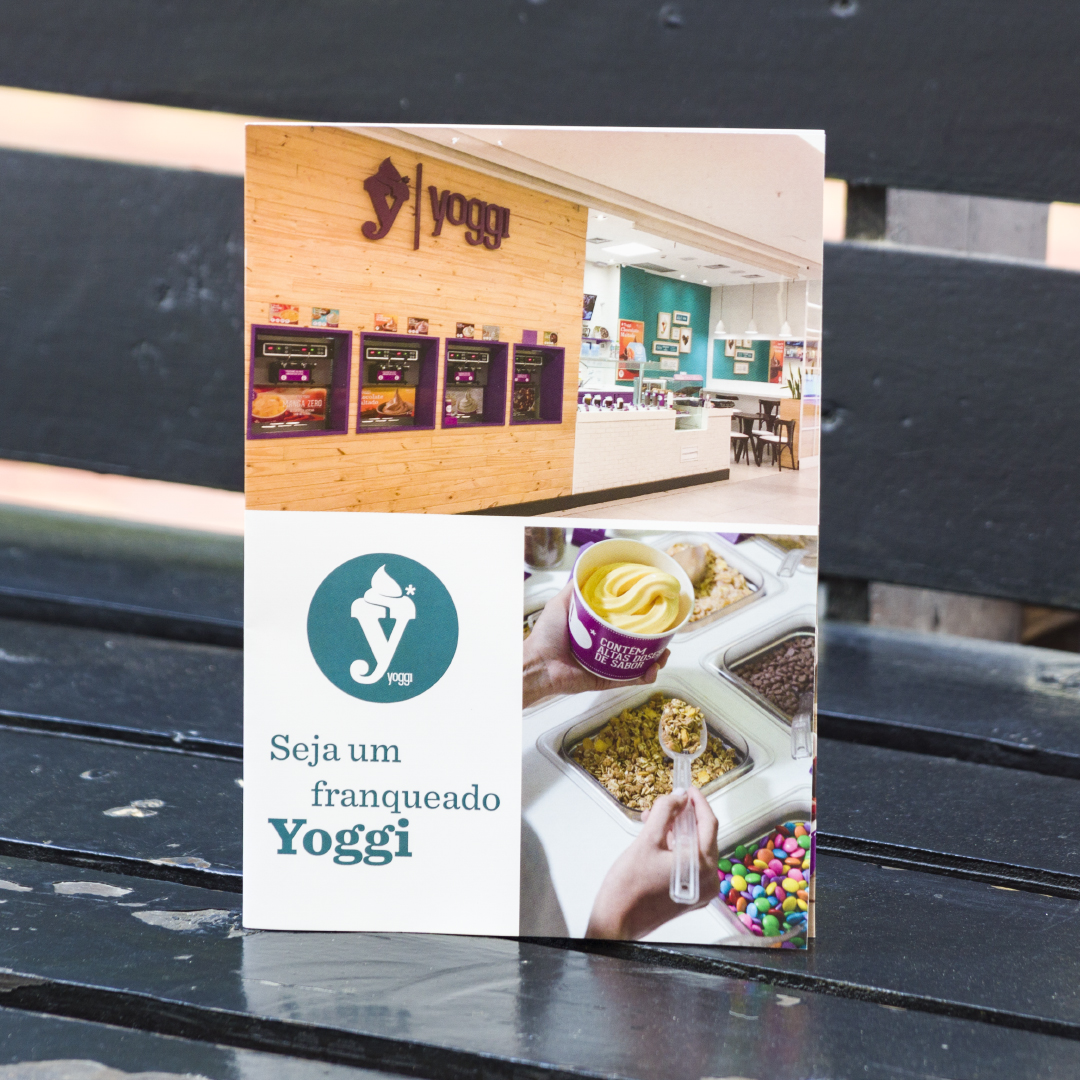 y yoggi
CONTÉM
ALTAS DOSES
DE SABOR
y*
yoggi
Seja um
franqueado
Yoggi